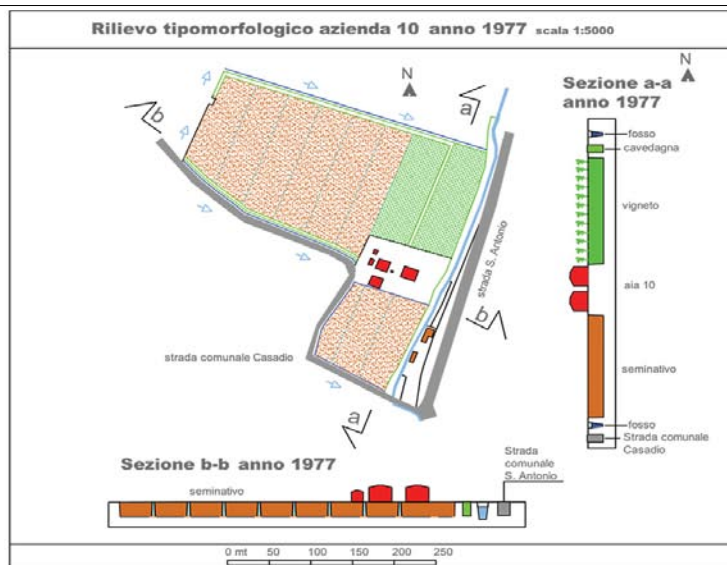 Rilievo tipomorfologico azienda 10 anno 1977 scala 1:5000
N
a
b
strada S. Antonio
b
strada comunale Casadio
a
N
Sezione a-a
anno 1977
fosso
cavedagna
vigneto
aia 10
seminativo
fosso
Strada comunale
Casadio
Sezione b-b anno 1977
seminativo
Strada
comunale
S. Antonio
0 mt 50 100 150 200 250